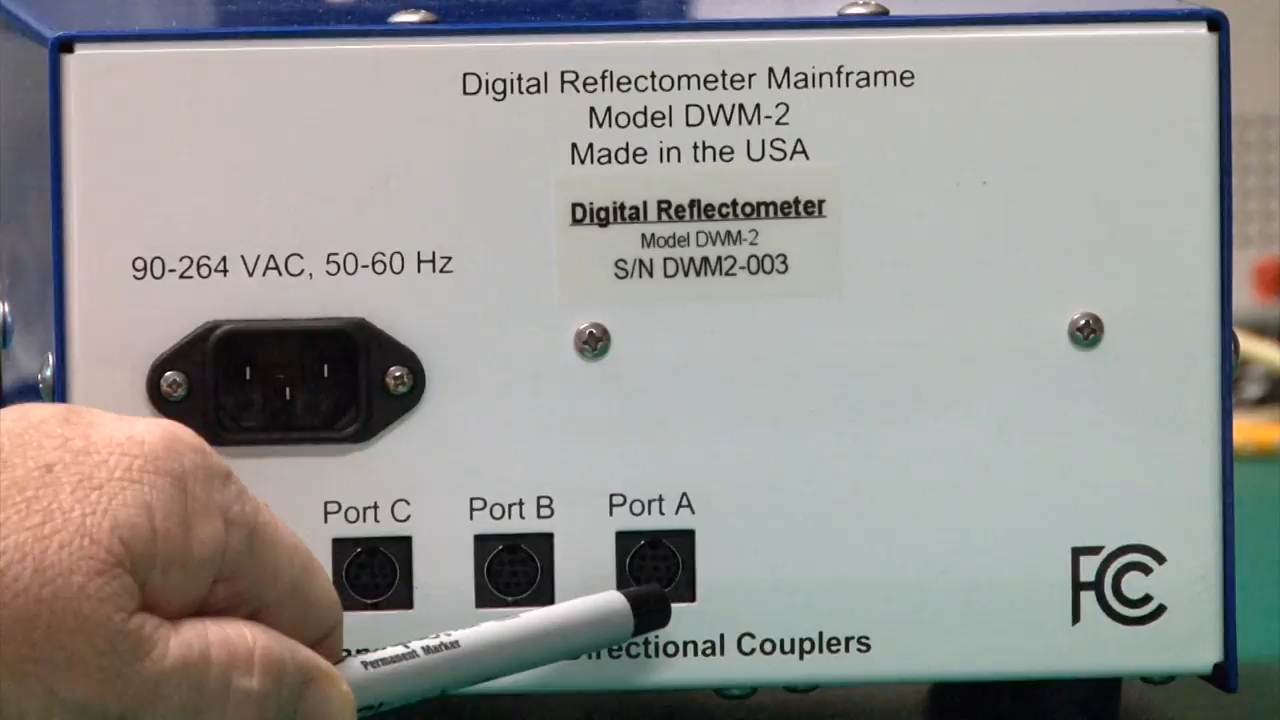 Digital Reflectometer Mainframe
Model DWM-2
Made in the USA
Digital Reflectometer
Model DWM-2
S/N DWM2-003
90-264 VAC, 50-60 Hz
Port C Port B Port A
Directional Couplers
Permanent Marker
FC